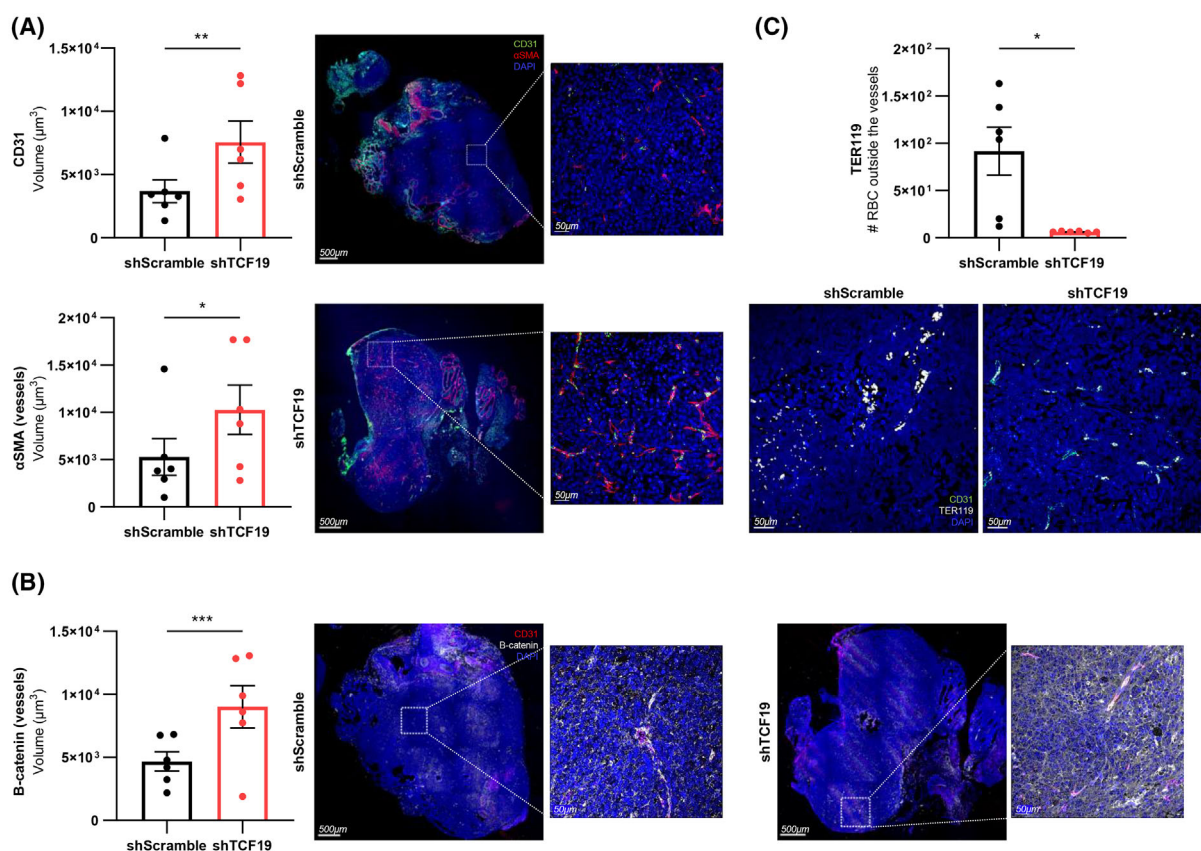 (A)
**
1.5×10⁴
1×10⁴
5×10³
0
CD31
Volume (µm³)
shScramble shTCF19
shScramble
CD31
αSMA
DAPI
500µm
50µm
*
2×10⁴
1.5×10⁴
1×10⁴
5×10³
0
αSMA (vessels)
Volume (µm³)
shScramble shTCF19
shTCF19
500µm
50µm
(C)
*
2×10²
1.5×10²
1×10²
5×10¹
0
TER119
# RBC outside the vessels
shScramble shTCF19
shScramble
shTCF19
CD31
TER119
DAPI
50µm
50µm
(B)
***
1.5×10⁴
1×10⁴
5×10³
0
B-catenin (vessels)
Volume (µm³)
shScramble shTCF19
shScramble
CD31
B-catenin
DAPI
500µm
50µm
shTCF19
500µm
50µm